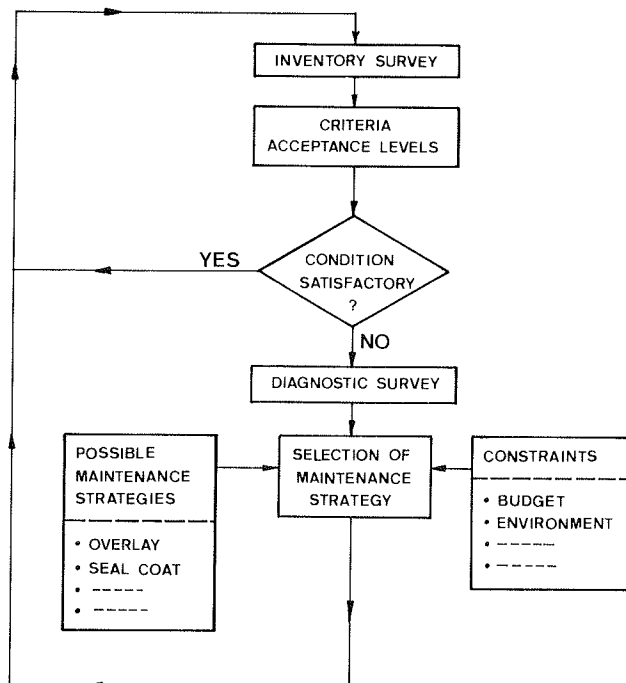 INVENTORY SURVEY
CRITERIA
ACCEPTANCE LEVELS
YES
CONDITION
SATISFACTORY
?
NO
DIAGNOSTIC SURVEY
POSSIBLE
MAINTENANCE
STRATEGIES
• OVERLAY
• SEAL COAT
• -----
• -----
SELECTION OF
MAINTENANCE
STRATEGY
CONSTRAINTS
• BUDGET
• ENVIRONMENT
• -----
• -----